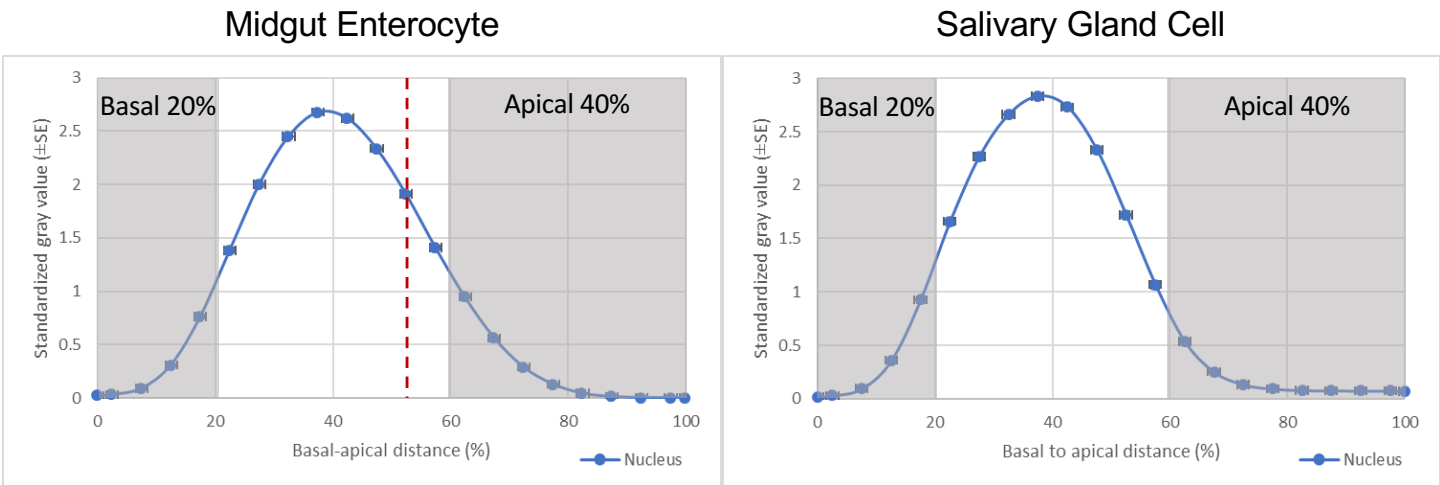 Midgut Enterocyte
3
2.5
2
1.5
1
0.5
0
Standardized gray value (±SE)
Basal 20%
Apical 40%
0 20 40 60 80 100
Basal-apical distance (%)
Nucleus
Salivary Gland Cell
3
2.5
2
1.5
1
0.5
0
Standardized gray value (±SE)
Basal 20%
Apical 40%
0 20 40 60 80 100
Basal to apical distance (%)
Nucleus